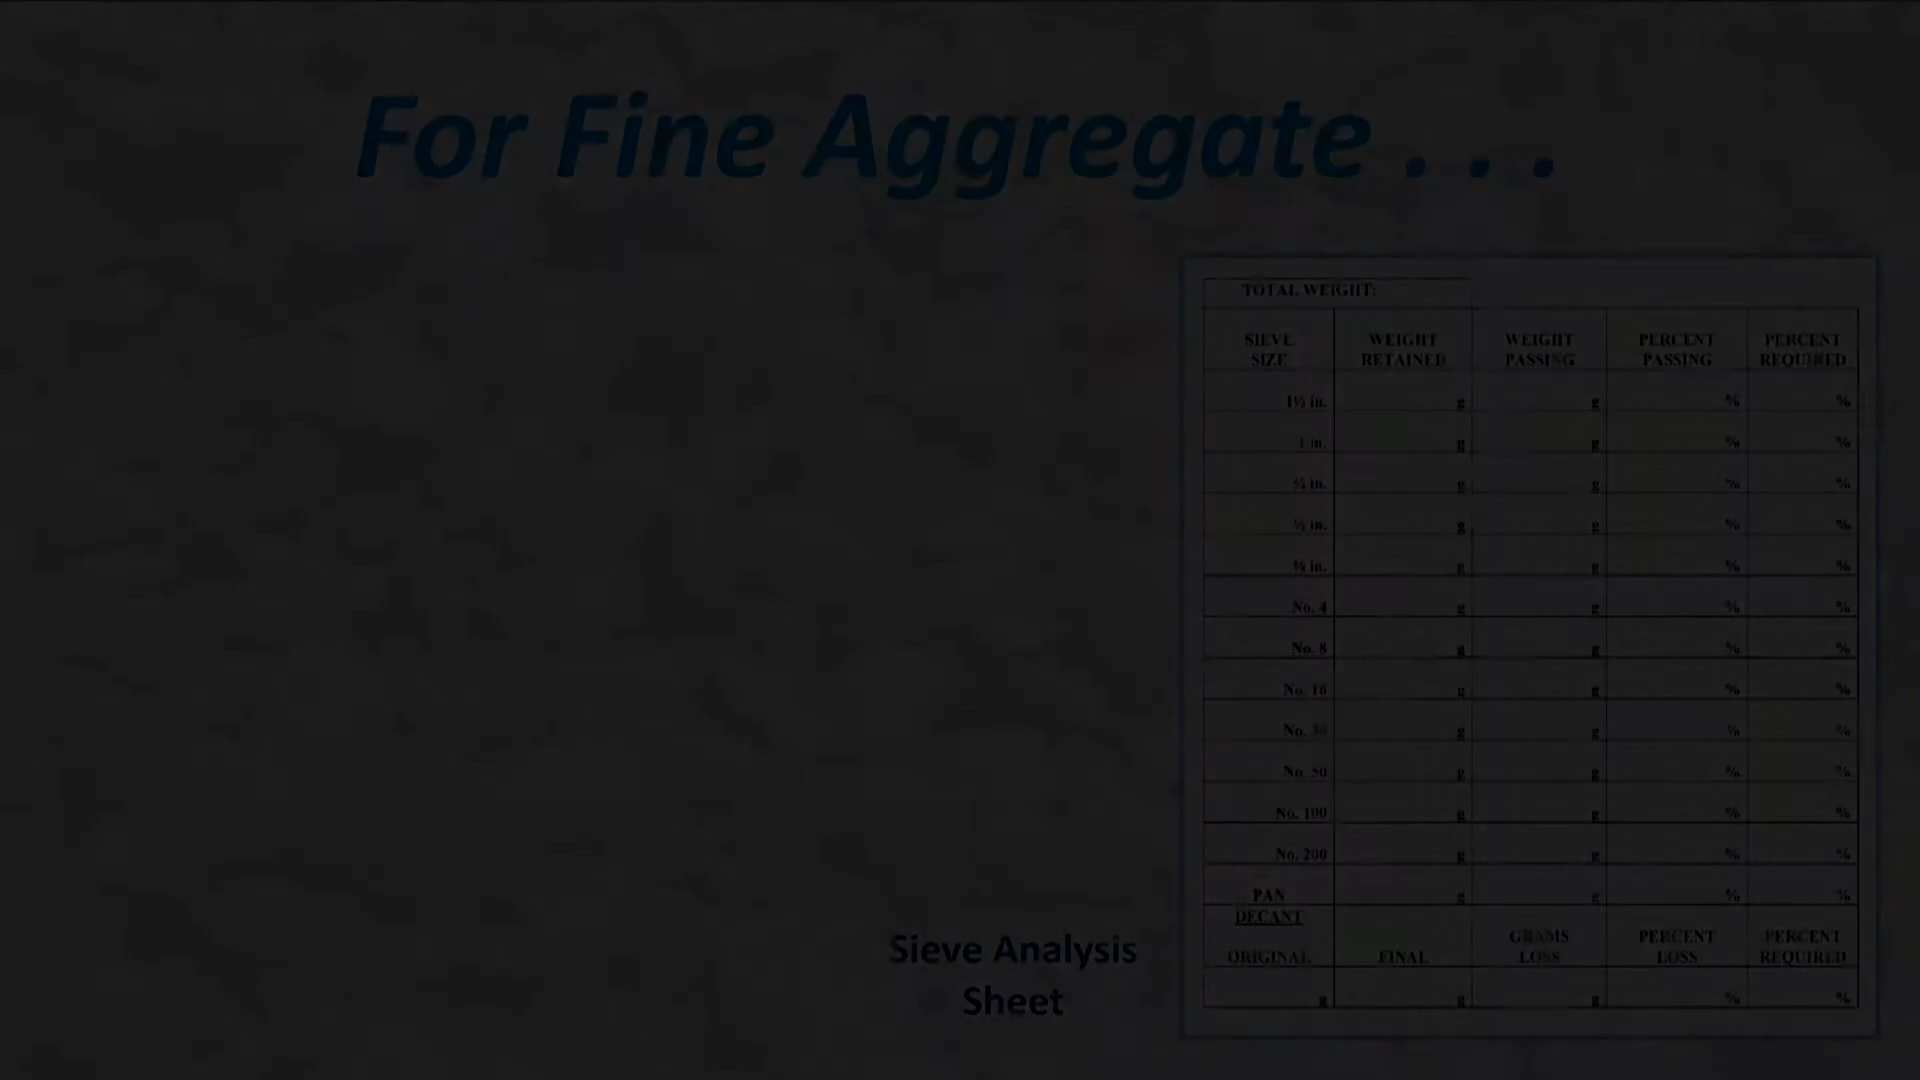 For Fine Aggregate . . .
TOTAL WEIGHT:
SIEVE SIZE WEIGHT RETAINED WEIGHT PASSING PERCENT PASSING PERCENT REQUIRED
1½ in. g g % %
1 in. g g % %
¾ in. g g % %
½ in. g g % %
⅜ in. g g % %
No. 4 g g % %
No. 8 g g % %
No. 16 g g % %
No. 30 g g % %
No. 50 g g % %
No. 100 g g % %
No. 200 g g % %
PAN g g % %
DECANT
ORIGINAL FINAL GRAMS LOSS PERCENT LOSS PERCENT REQUIRED
g g g % %
Sieve Analysis
Sheet